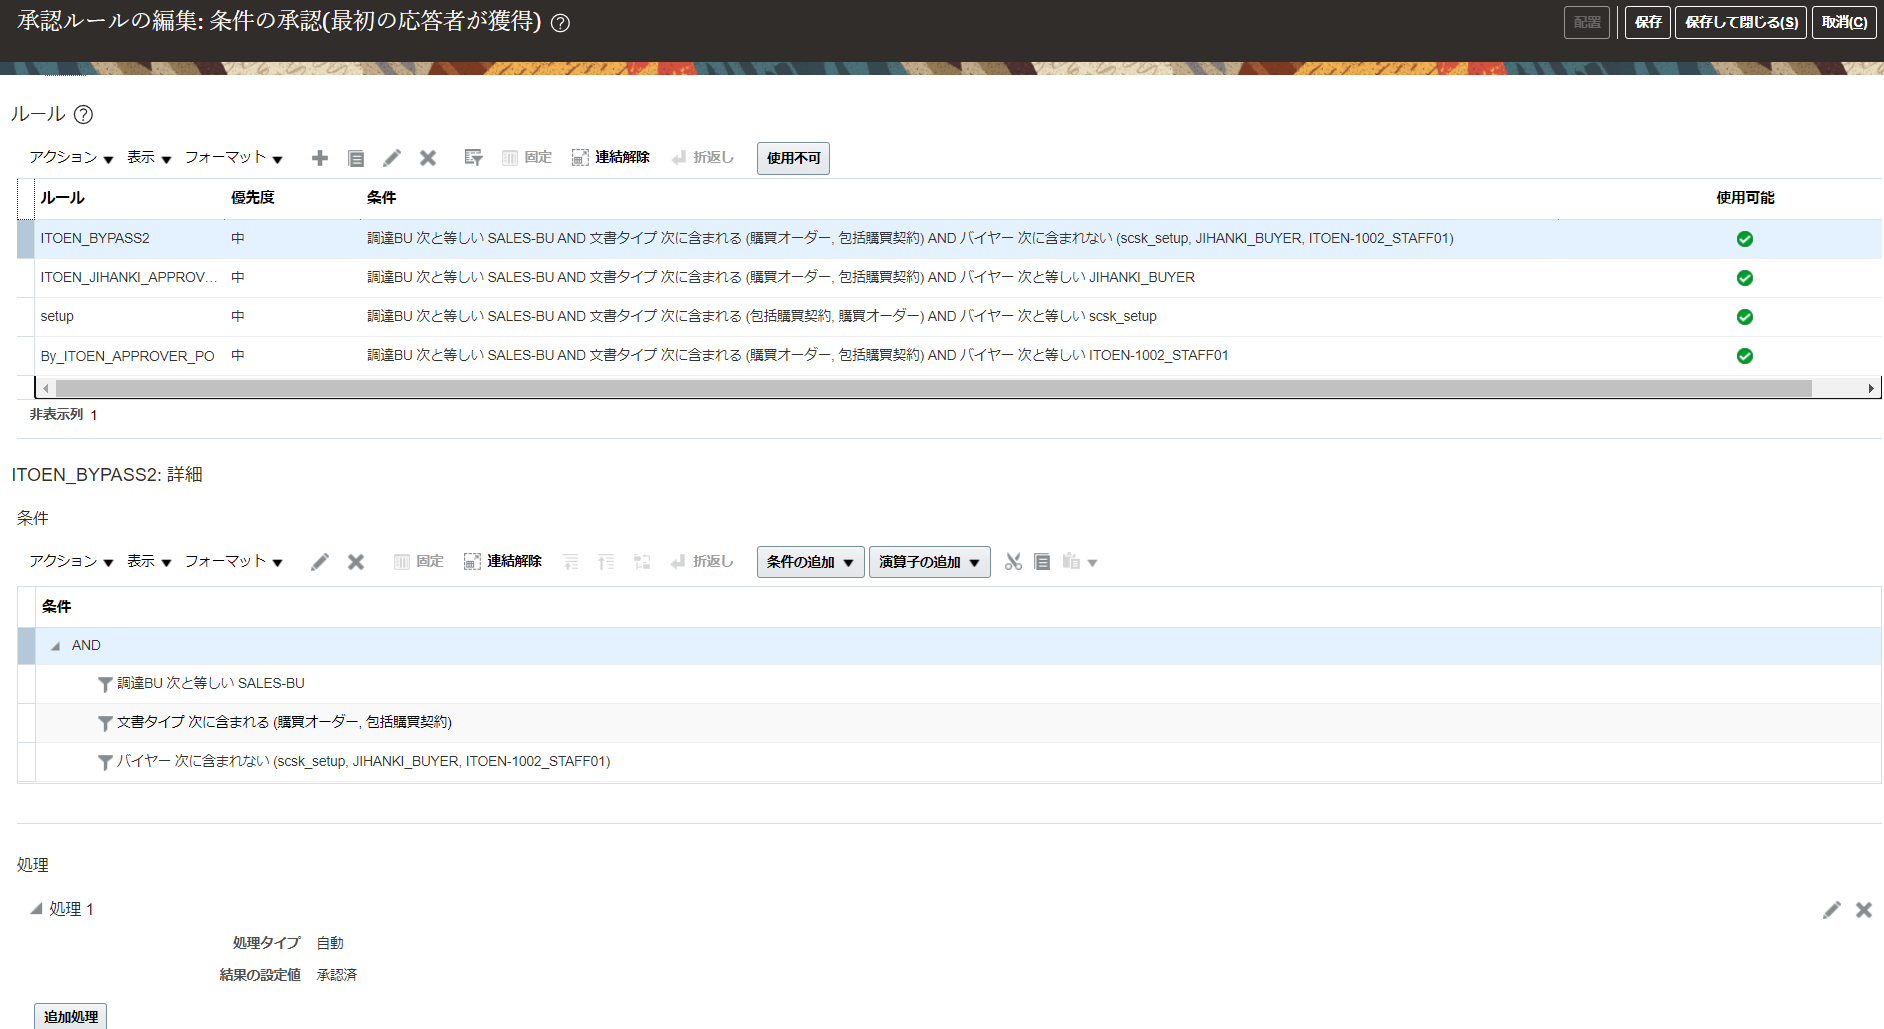 承認ルールの編集: 条件の承認(最初の応答者が獲得) ?
配置 保存 保存して閉じる(S) 取消(C)
ルール ?
アクション 表示 フォーマット 固定 連結解除 折返し 使用不可
ルール 優先度 条件 使用可能
ITOEN_BYPASS2 中 調達BU 次と等しい SALES-BU AND 文書タイプ 次に含まれる (購買オーダー, 包括購買契約) AND バイヤー 次に含まれない (scsk_setup, JIHANKI_BUYER, ITOEN-1002_STAFF01)
ITOEN_JIHANKI_APPROV... 中 調達BU 次と等しい SALES-BU AND 文書タイプ 次に含まれる (購買オーダー, 包括購買契約) AND バイヤー 次と等しい JIHANKI_BUYER
setup 中 調達BU 次と等しい SALES-BU AND 文書タイプ 次に含まれる (包括購買契約, 購買オーダー) AND バイヤー 次と等しい scsk_setup
By_ITOEN_APPROVER_PO 中 調達BU 次と等しい SALES-BU AND 文書タイプ 次に含まれる (購買オーダー, 包括購買契約) AND バイヤー 次と等しい ITOEN-1002_STAFF01
非表示列 1
ITOEN_BYPASS2: 詳細
条件
アクション 表示 フォーマット 固定 連結解除 折返し 条件の追加 演算子の追加
条件
AND
調達BU 次と等しい SALES-BU
文書タイプ 次に含まれる (購買オーダー, 包括購買契約)
バイヤー 次に含まれない (scsk_setup, JIHANKI_BUYER, ITOEN-1002_STAFF01)
処理
処理 1
処理タイプ 自動
結果の設定値 承認済
追加処理